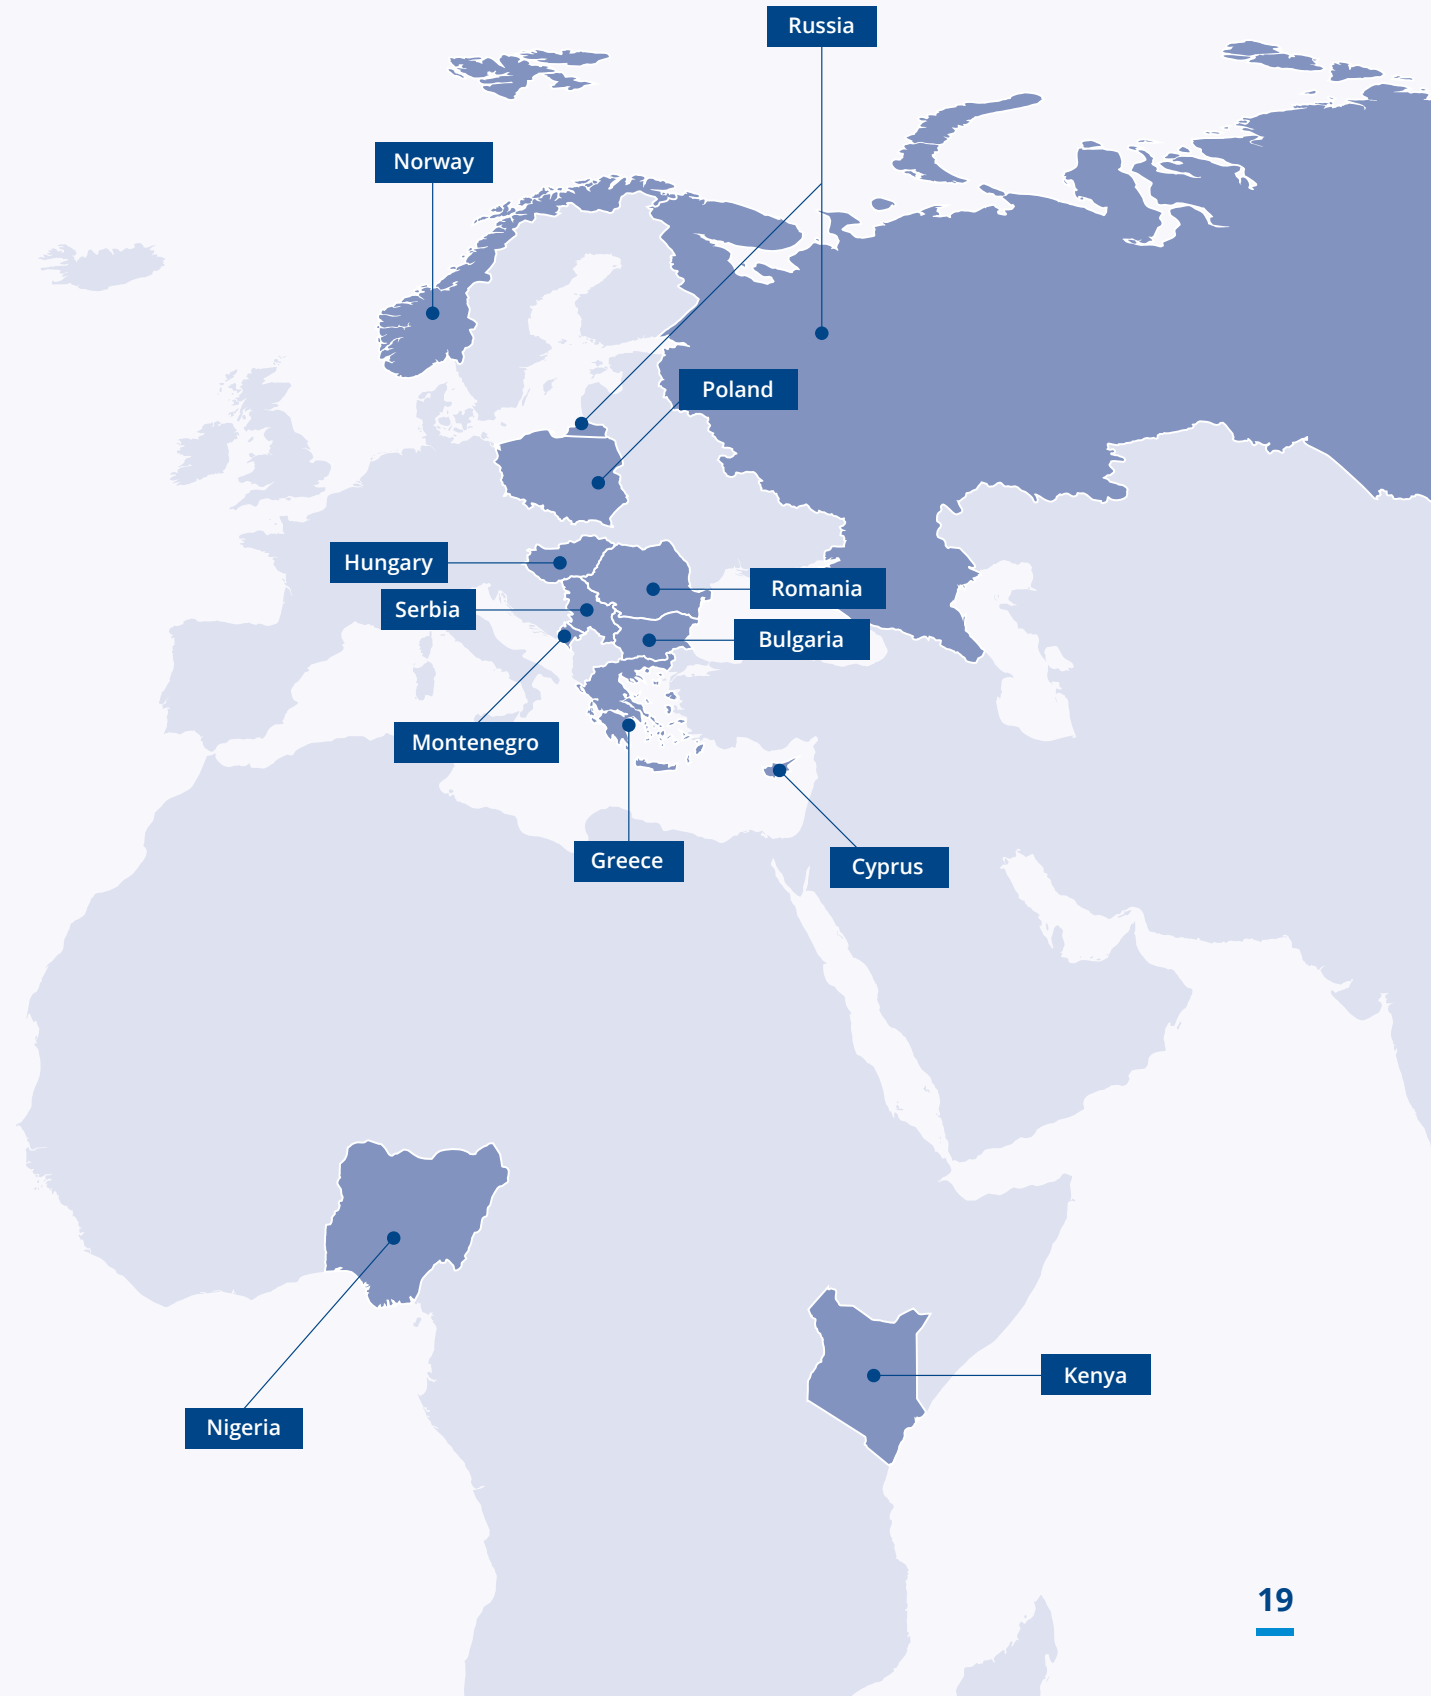 Russia
Norway
Poland
Hungary
Romania
Serbia
Bulgaria
Montenegro
Greece
Cyprus
Kenya
Nigeria
19